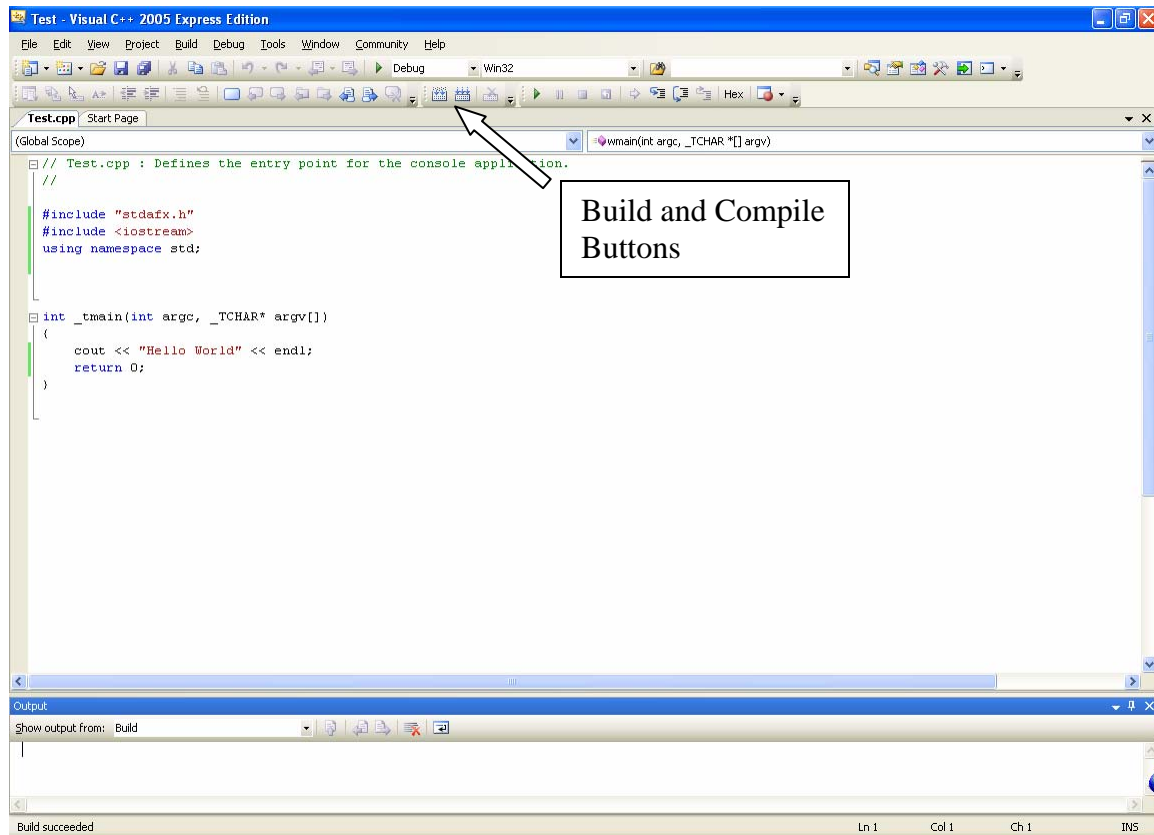 Test - Visual C++ 2005 Express Edition
File Edit View Project Build Debug Tools Window Community Help
Debug Win32
Hex
Test.cpp Start Page
(Global Scope) wmain(int argc, _TCHAR *[] argv)
// Test.cpp : Defines the entry point for the console application.
//
#include "stdafx.h"
#include <iostream>
using namespace std;
int _tmain(int argc, _TCHAR* argv[])
{
cout << "Hello World" << endl;
return 0;
}
Build and Compile
Buttons
Output
Show output from: Build
Build succeeded Ln 1 Col 1 Ch 1 INS